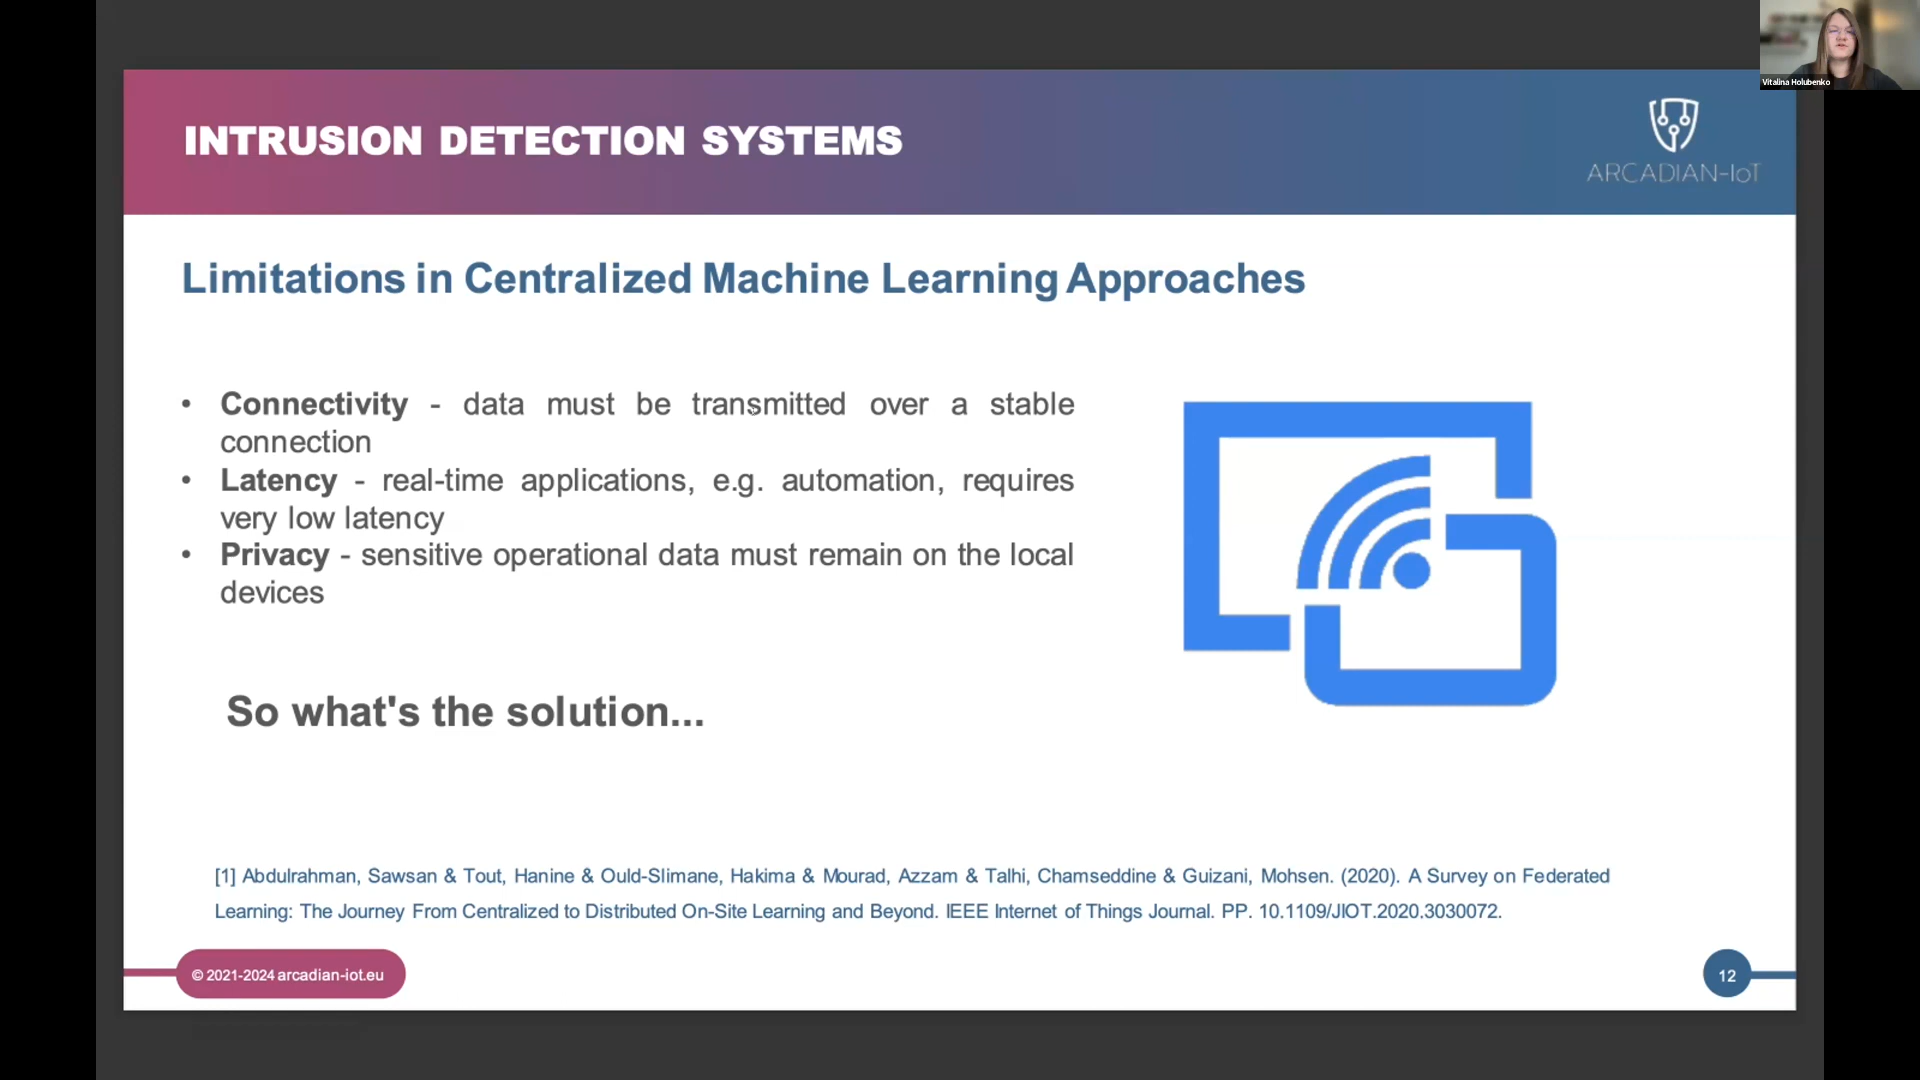 Vitalina Holubenko
INTRUSION DETECTION SYSTEMS
ARCADIAN-IoT
Limitations in Centralized Machine Learning Approaches
• Connectivity - data must be transmitted over a stable
connection
• Latency - real-time applications, e.g. automation, requires
very low latency
• Privacy - sensitive operational data must remain on the local
devices
So what's the solution...
[1] Abdulrahman, Sawsan & Tout, Hanine & Ould-Slimane, Hakima & Mourad, Azzam & Talhi, Chamseddine & Guizani, Mohsen. (2020). A Survey on Federated
Learning: The Journey From Centralized to Distributed On-Site Learning and Beyond. IEEE Internet of Things Journal. PP. 10.1109/JIOT.2020.3030072.
© 2021-2024 arcadian-iot.eu
12